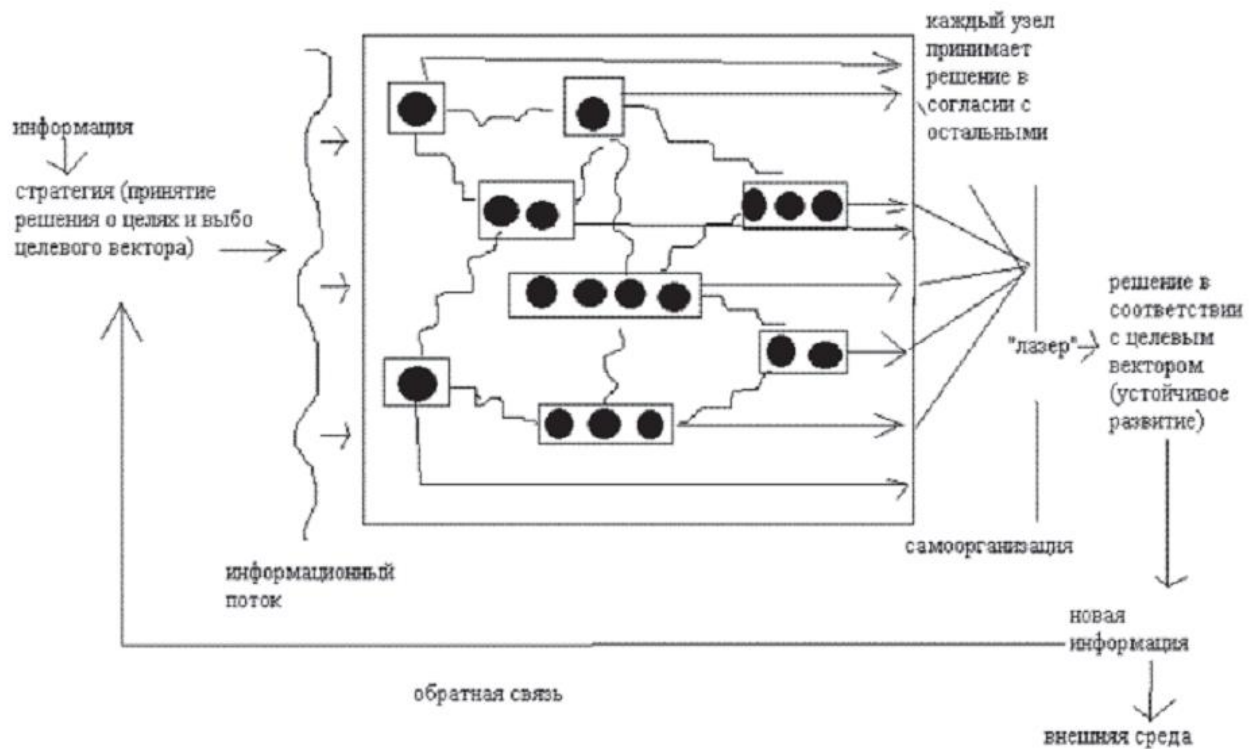 информация
стратегия (принятие
решения о целях и выбо
целевого вектора)
информационный
поток
каждый узел
принимает
решение в
согласии с
остальными
"лазер"
самоорганизация
решение в
соответствии
с целевым
вектором
(устойчивое
развитие)
новая
информация
обратная связь
внешняя среда